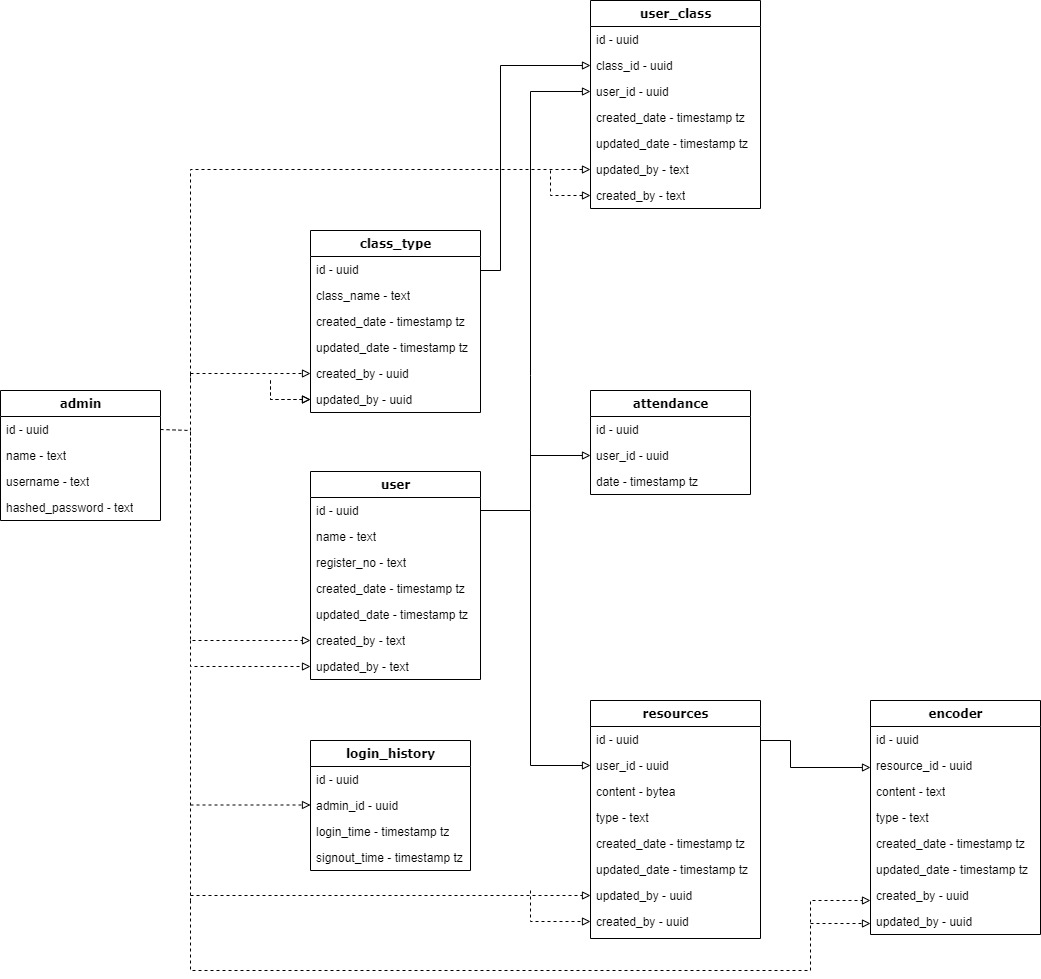 user_class
id - uuid
class_id - uuid
user_id - uuid
created_date - timestamp tz
updated_date - timestamp tz
updated_by - text
created_by - text
class_type
id - uuid
class_name - text
created_date - timestamp tz
updated_date - timestamp tz
created_by - uuid
updated_by - uuid
admin
id - uuid
name - text
username - text
hashed_password - text
attendance
id - uuid
user_id - uuid
date - timestamp tz
user
id - uuid
name - text
register_no - text
created_date - timestamp tz
updated_date - timestamp tz
created_by - text
updated_by - text
login_history
id - uuid
admin_id - uuid
login_time - timestamp tz
signout_time - timestamp tz
resources
id - uuid
user_id - uuid
content - bytea
type - text
created_date - timestamp tz
updated_date - timestamp tz
updated_by - uuid
created_by - uuid
encoder
id - uuid
resource_id - uuid
content - text
type - text
created_date - timestamp tz
updated_date - timestamp tz
created_by - uuid
updated_by - uuid